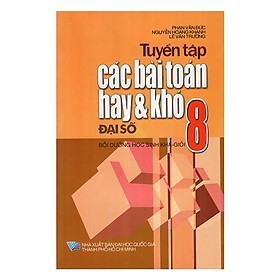 PHAN VĂN ĐỨC
NGUYỄN HOÀNG KHANH
LÊ VĂN TRƯỜNG
Tuyển tập
các bài toán
hay & khó
ĐẠI SỐ 8
BỒI DƯỠNG HỌC SINH KHÁ-GIỎI
NHÀ XUẤT BẢN ĐẠI HỌC QUỐC GIA
THÀNH PHỐ HỒ CHÍ MINH